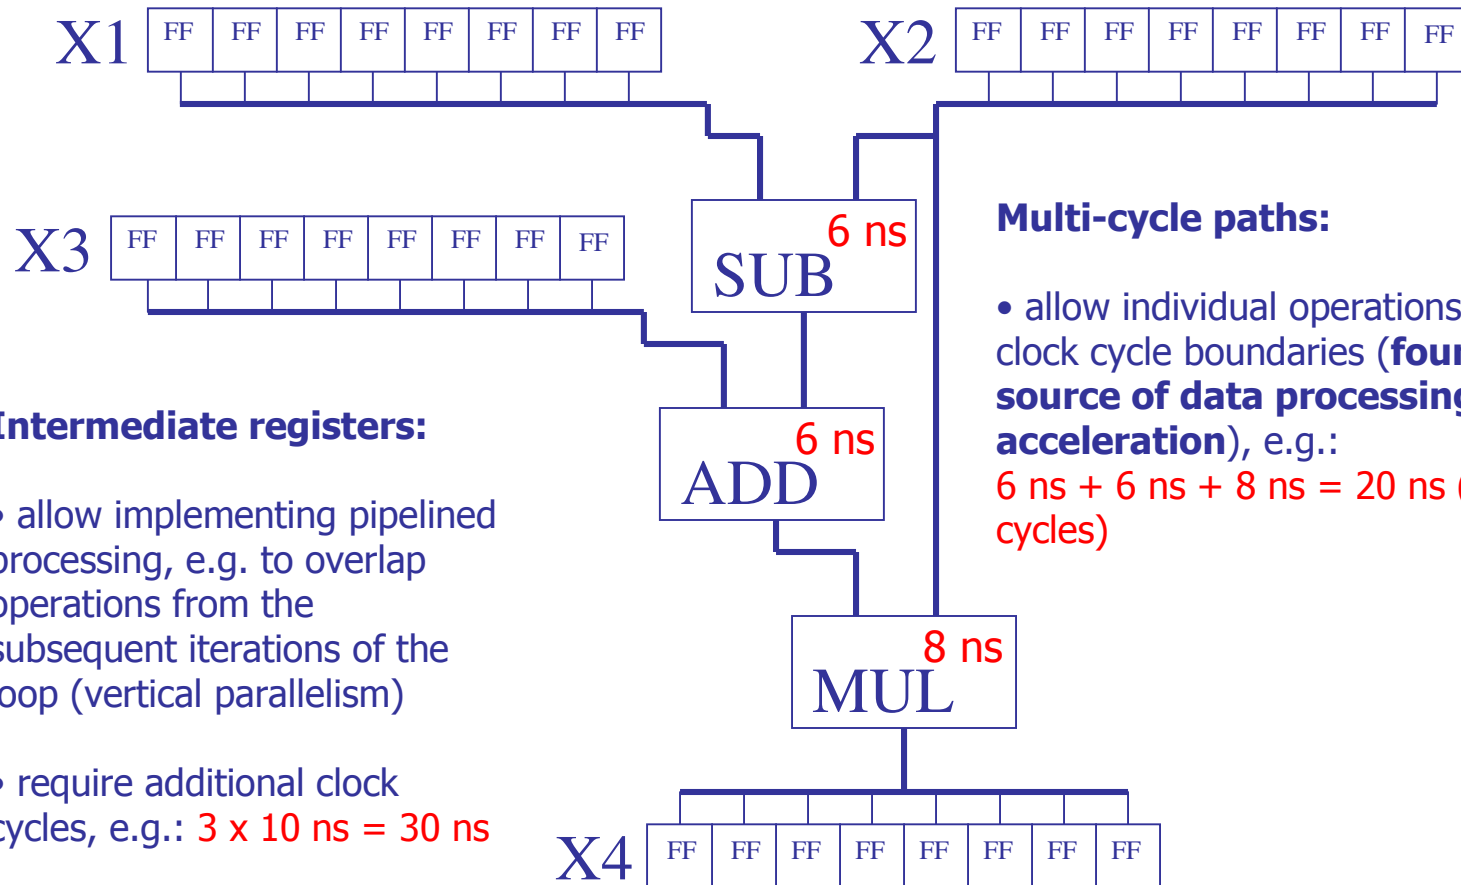 X1 FF FF FF FF FF FF FF FF
X2 FF FF FF FF FF FF FF FF
X3 FF FF FF FF FF FF FF FF
6 ns
SUB
6 ns
ADD
8 ns
MUL
X4 FF FF FF FF FF FF FF FF
Multi-cycle paths:
• allow individual operations
clock cycle boundaries (
source of data processing
acceleration), e.g.:
6 ns + 6 ns + 8 ns = 20 ns (
cycles)
Intermediate registers:
• allow implementing pipelined
processing, e.g. to overlap
operations from the
subsequent iterations of the
loop (vertical parallelism)
• require additional clock
cycles, e.g.: 3 x 10 ns = 30 ns